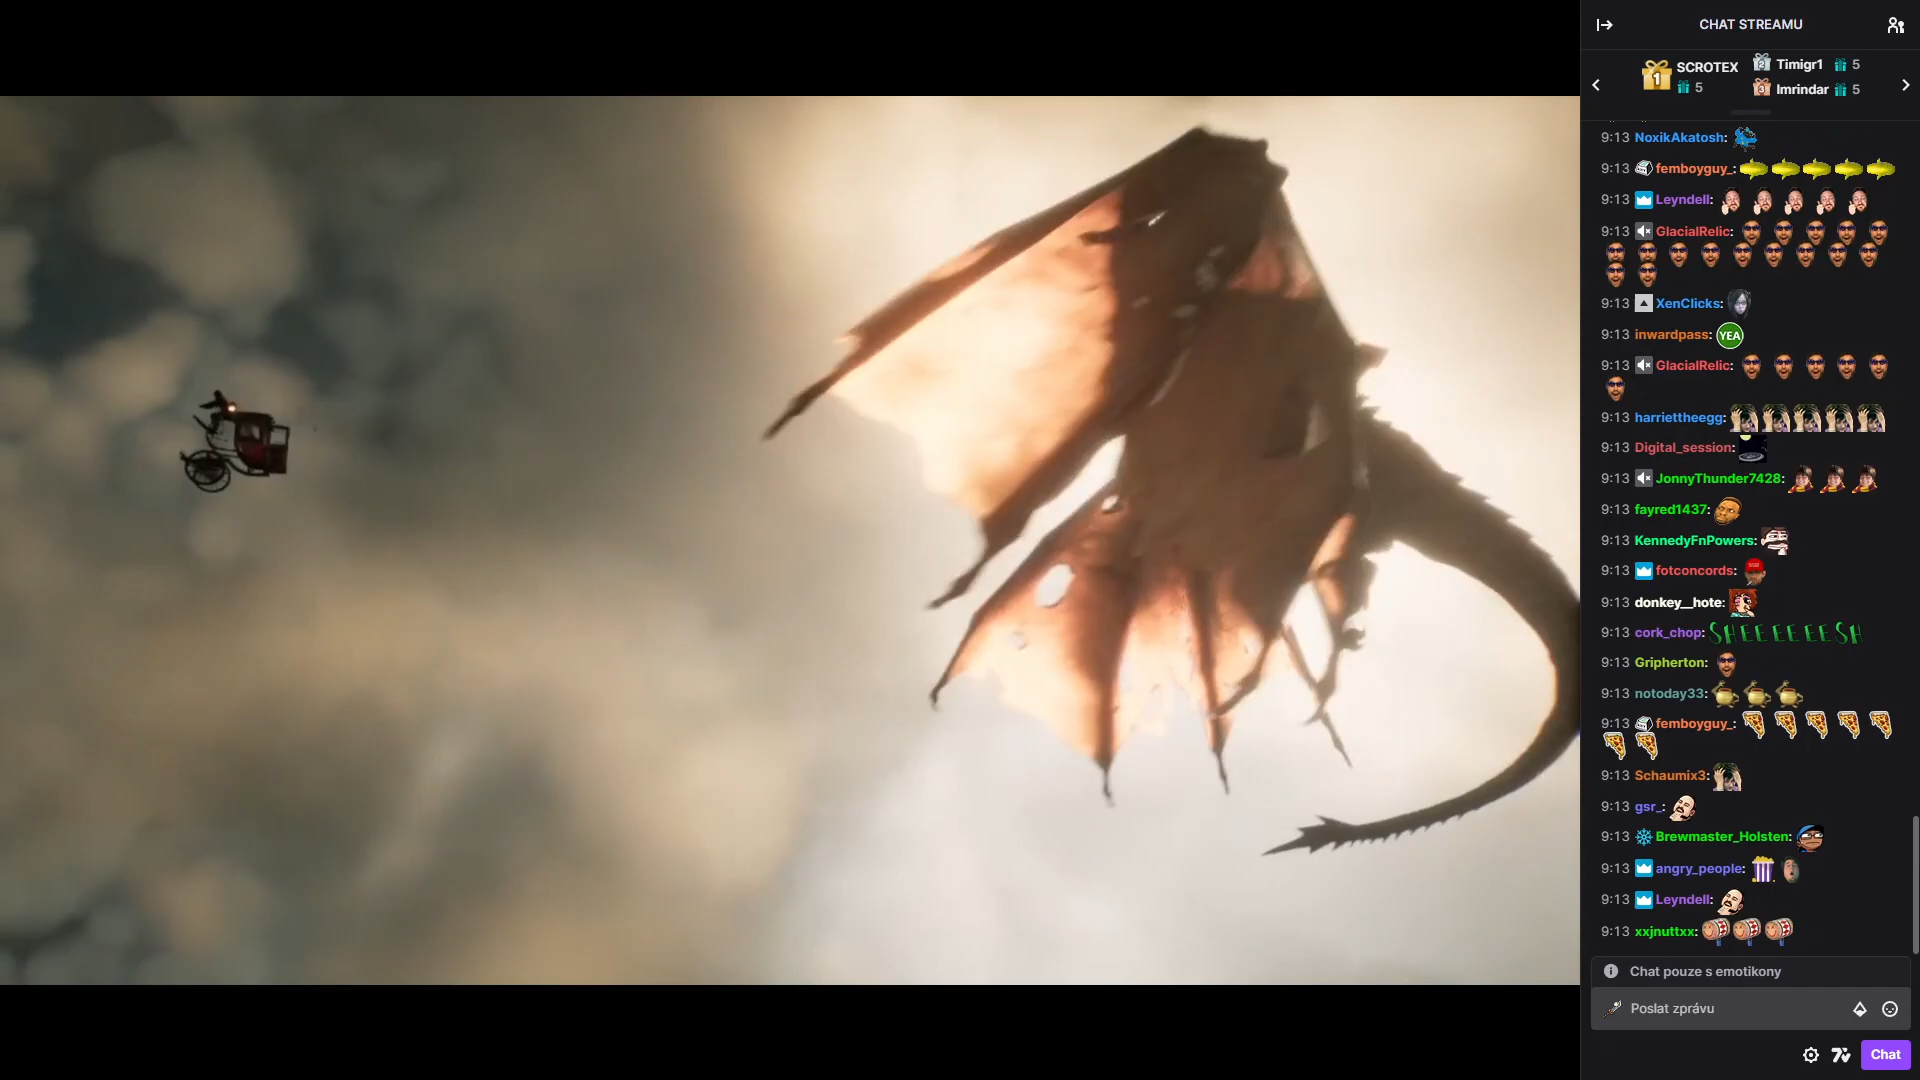 CHAT STREAMU
1 SCROTEX 5
2 Timigr1 5
3 Imrindar 5
9:13 NoxikAkatosh:
9:13 femboyguy_:
9:13 Leyndell:
9:13 GlacialRelic:
9:13 XenClicks:
9:13 inwardpass: YEA
9:13 GlacialRelic:
9:13 harriettheegg:
9:13 Digital_session:
9:13 JonnyThunder7428:
9:13 fayred1437:
9:13 KennedyFnPowers:
9:13 fotconcords:
9:13 donkey__hote:
9:13 cork_chop: SHEEEEESH
9:13 Gripherton:
9:13 notoday33:
9:13 femboyguy_:
9:13 Schaumix3:
9:13 gsr_:
9:13 Brewmaster_Holsten:
9:13 angry_people:
9:13 Leyndell:
9:13 xxjnuttxx:
Chat pouze s emotikony
Poslat zprávu
Chat